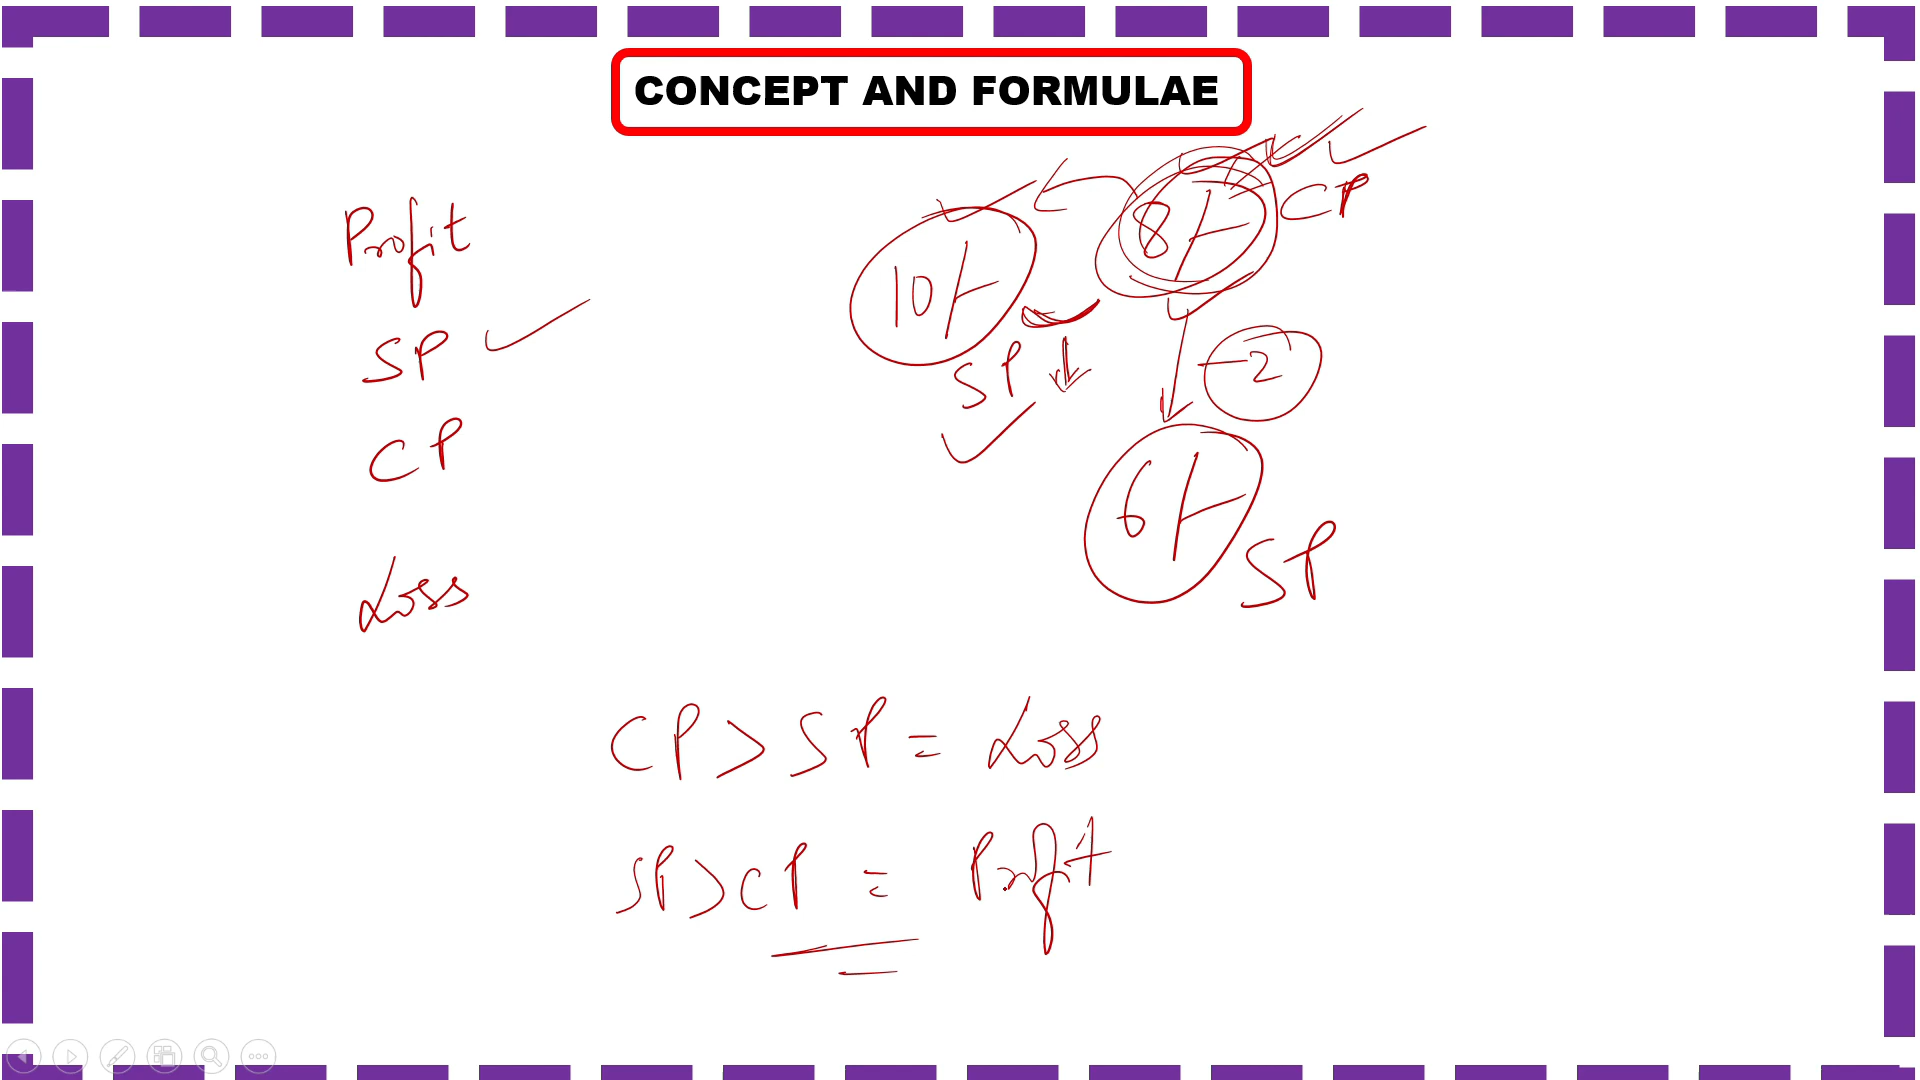 CONCEPT AND FORMULAE
8/- CP
10/-
Profit
SP
SP
-2
CP
6/-
SP
Loss
CP > SP = Loss
SP > CP = Profit